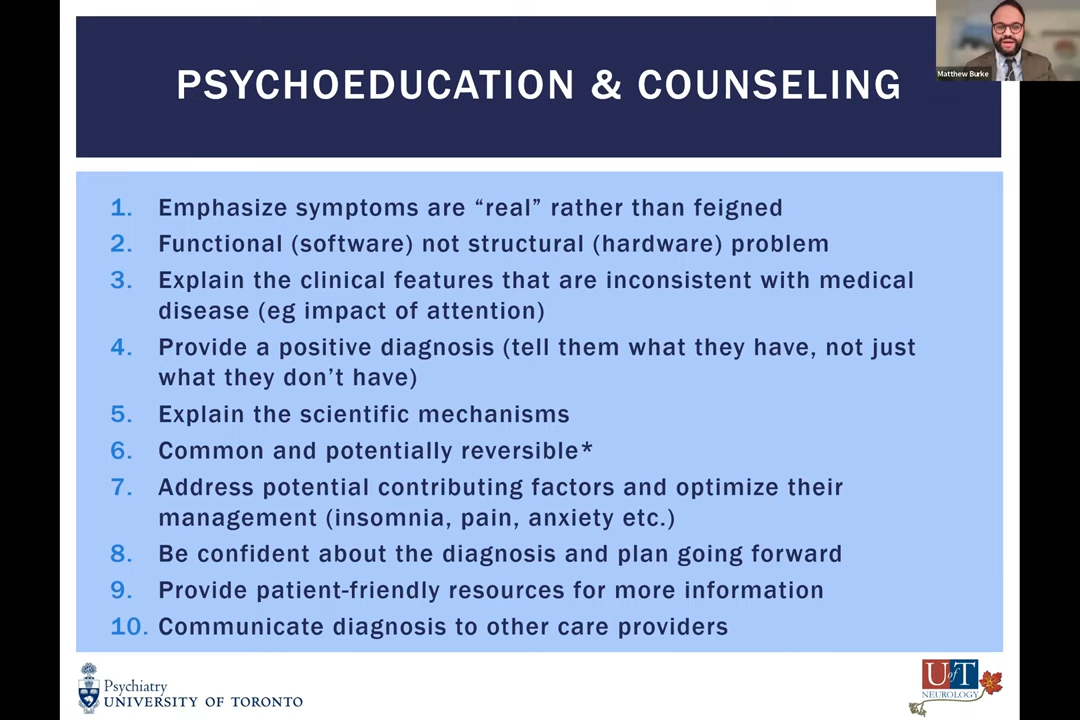 PSYCHOEDUCATION & COUNSELING
Matthew Burke
1. Emphasize symptoms are “real” rather than feigned
2. Functional (software) not structural (hardware) problem
3. Explain the clinical features that are inconsistent with medical
disease (eg impact of attention)
4. Provide a positive diagnosis (tell them what they have, not just
what they don’t have)
5. Explain the scientific mechanisms
6. Common and potentially reversible*
7. Address potential contributing factors and optimize their
management (insomnia, pain, anxiety etc.)
8. Be confident about the diagnosis and plan going forward
9. Provide patient-friendly resources for more information
10. Communicate diagnosis to other care providers
Psychiatry
UNIVERSITY OF TORONTO
U of T
NEUROLOGY